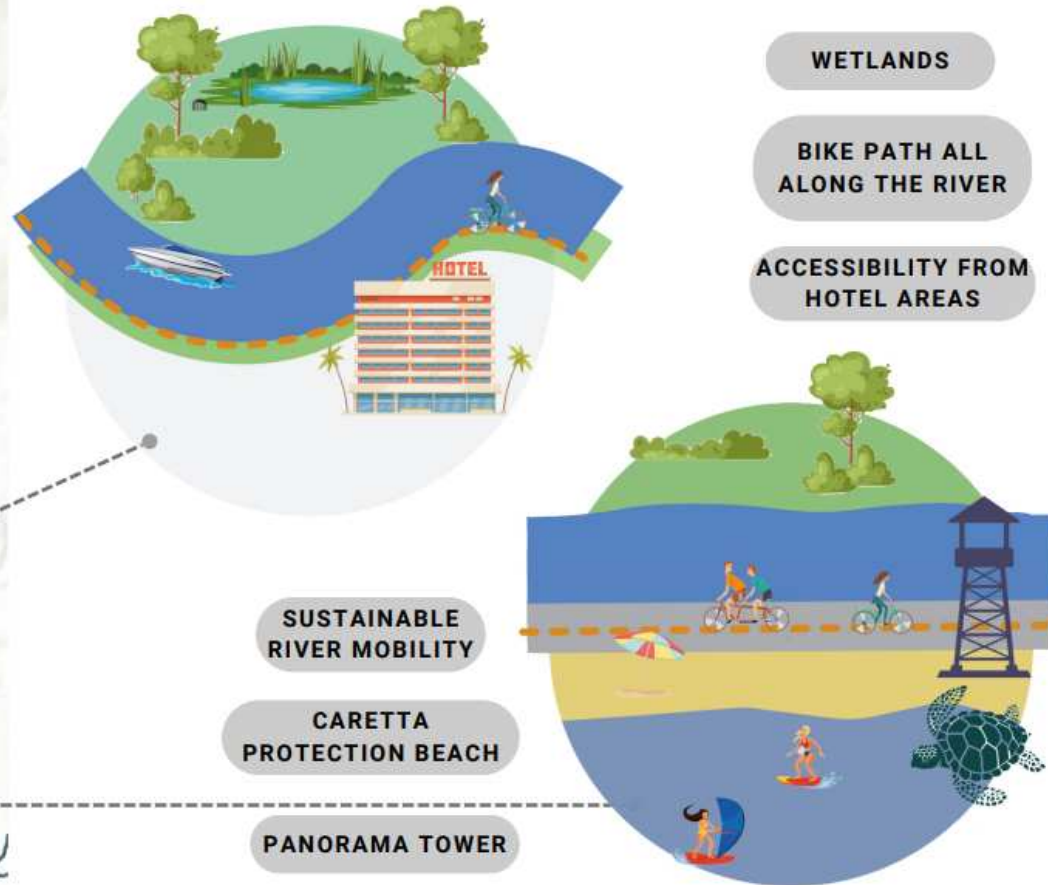 WETLANDS
BIKE PATH ALL
ALONG THE RIVER
ACCESSIBILITY FROM
HOTEL AREAS
HOTEL
SUSTAINABLE
RIVER MOBILITY
CARETTA
PROTECTION BEACH
PANORAMA TOWER